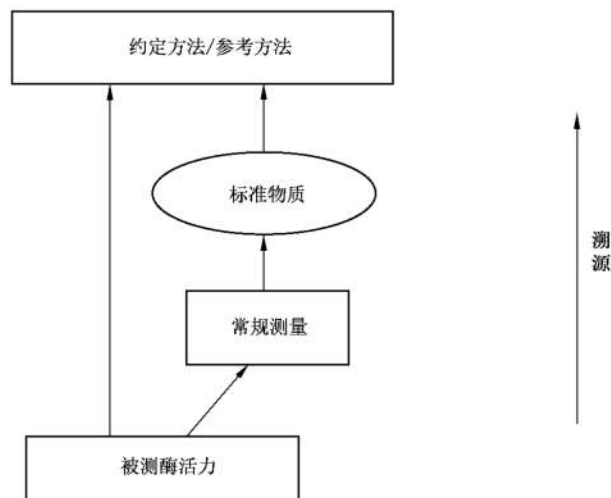 约定方法/参考方法
标准物质
溯
源
常规测量
被测酶活力